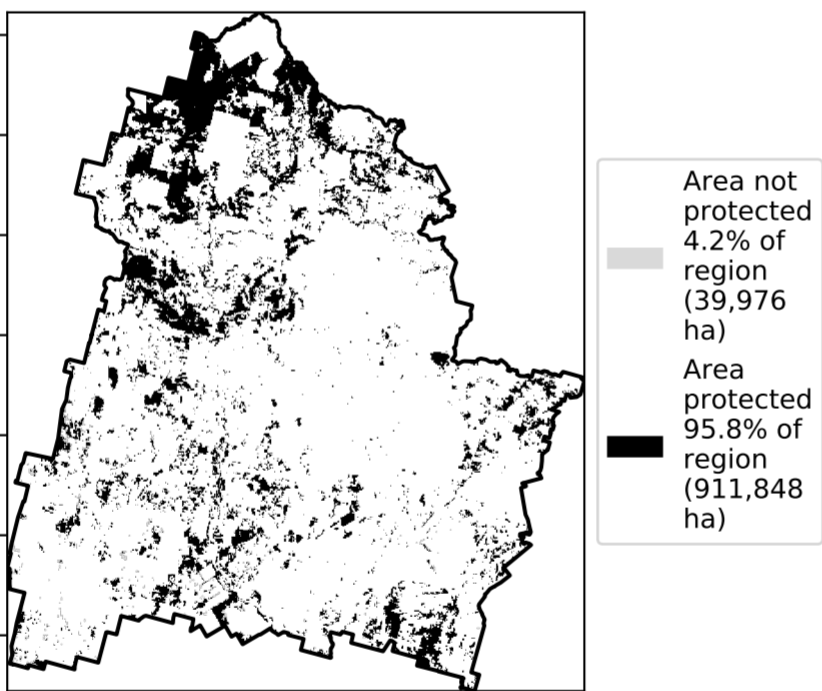 Area not
protected
4.2% of
region
(39,976
ha)
Area
protected
95.8% of
region
(911,848
ha)